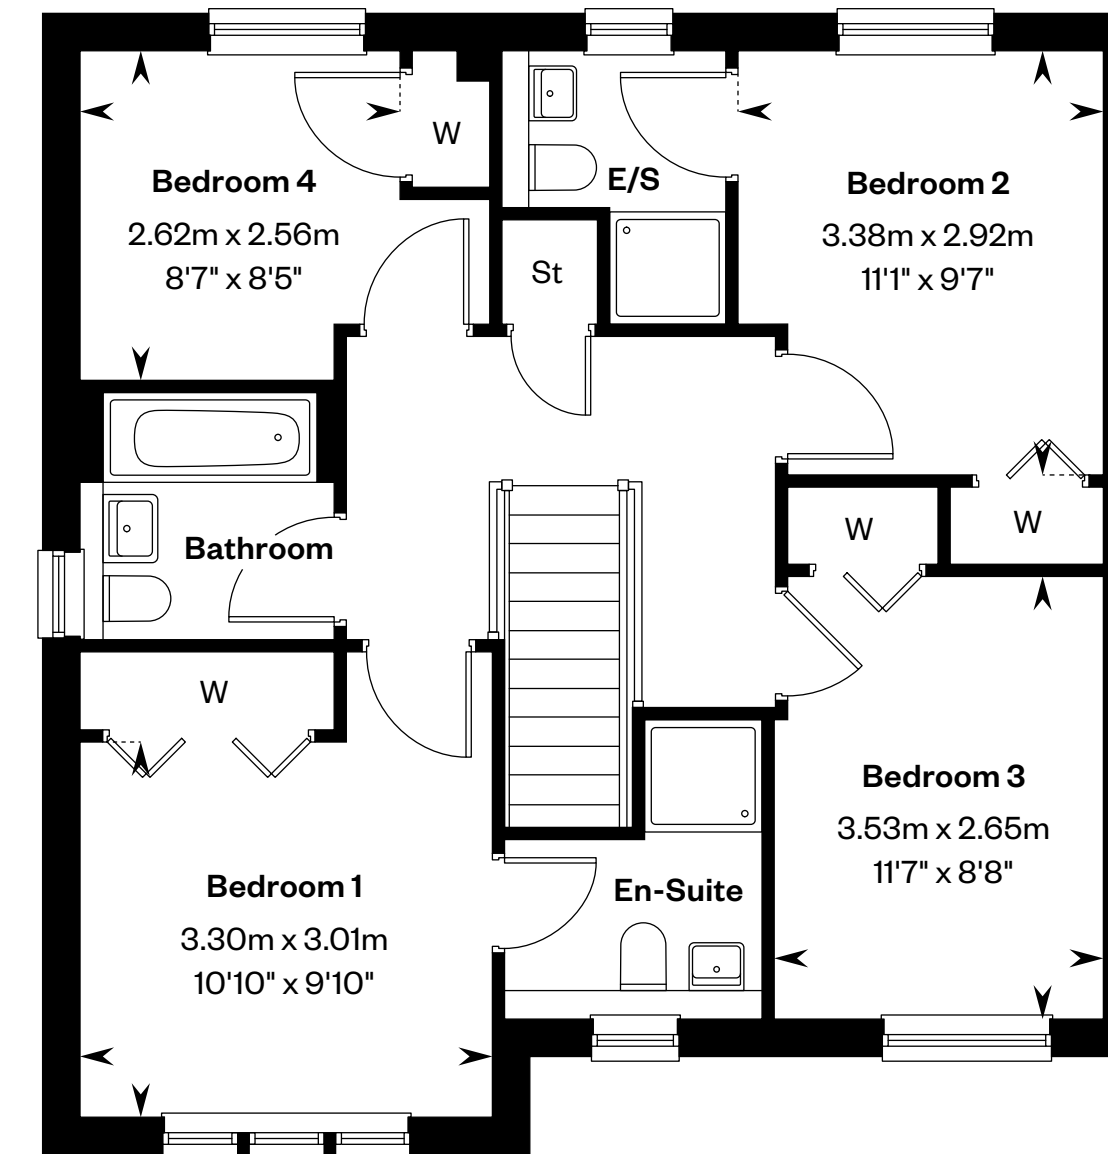 W
Bedroom 4
2.62m x 2.56m
8'7" x 8'5"
E/S
Bedroom 2
3.38m x 2.92m
11'1" x 9'7"
St
W
W
Bathroom
W
Bedroom 3
3.53m x 2.65m
11'7" x 8'8"
Bedroom 1
3.30m x 3.01m
10'10" x 9'10"
En-Suite